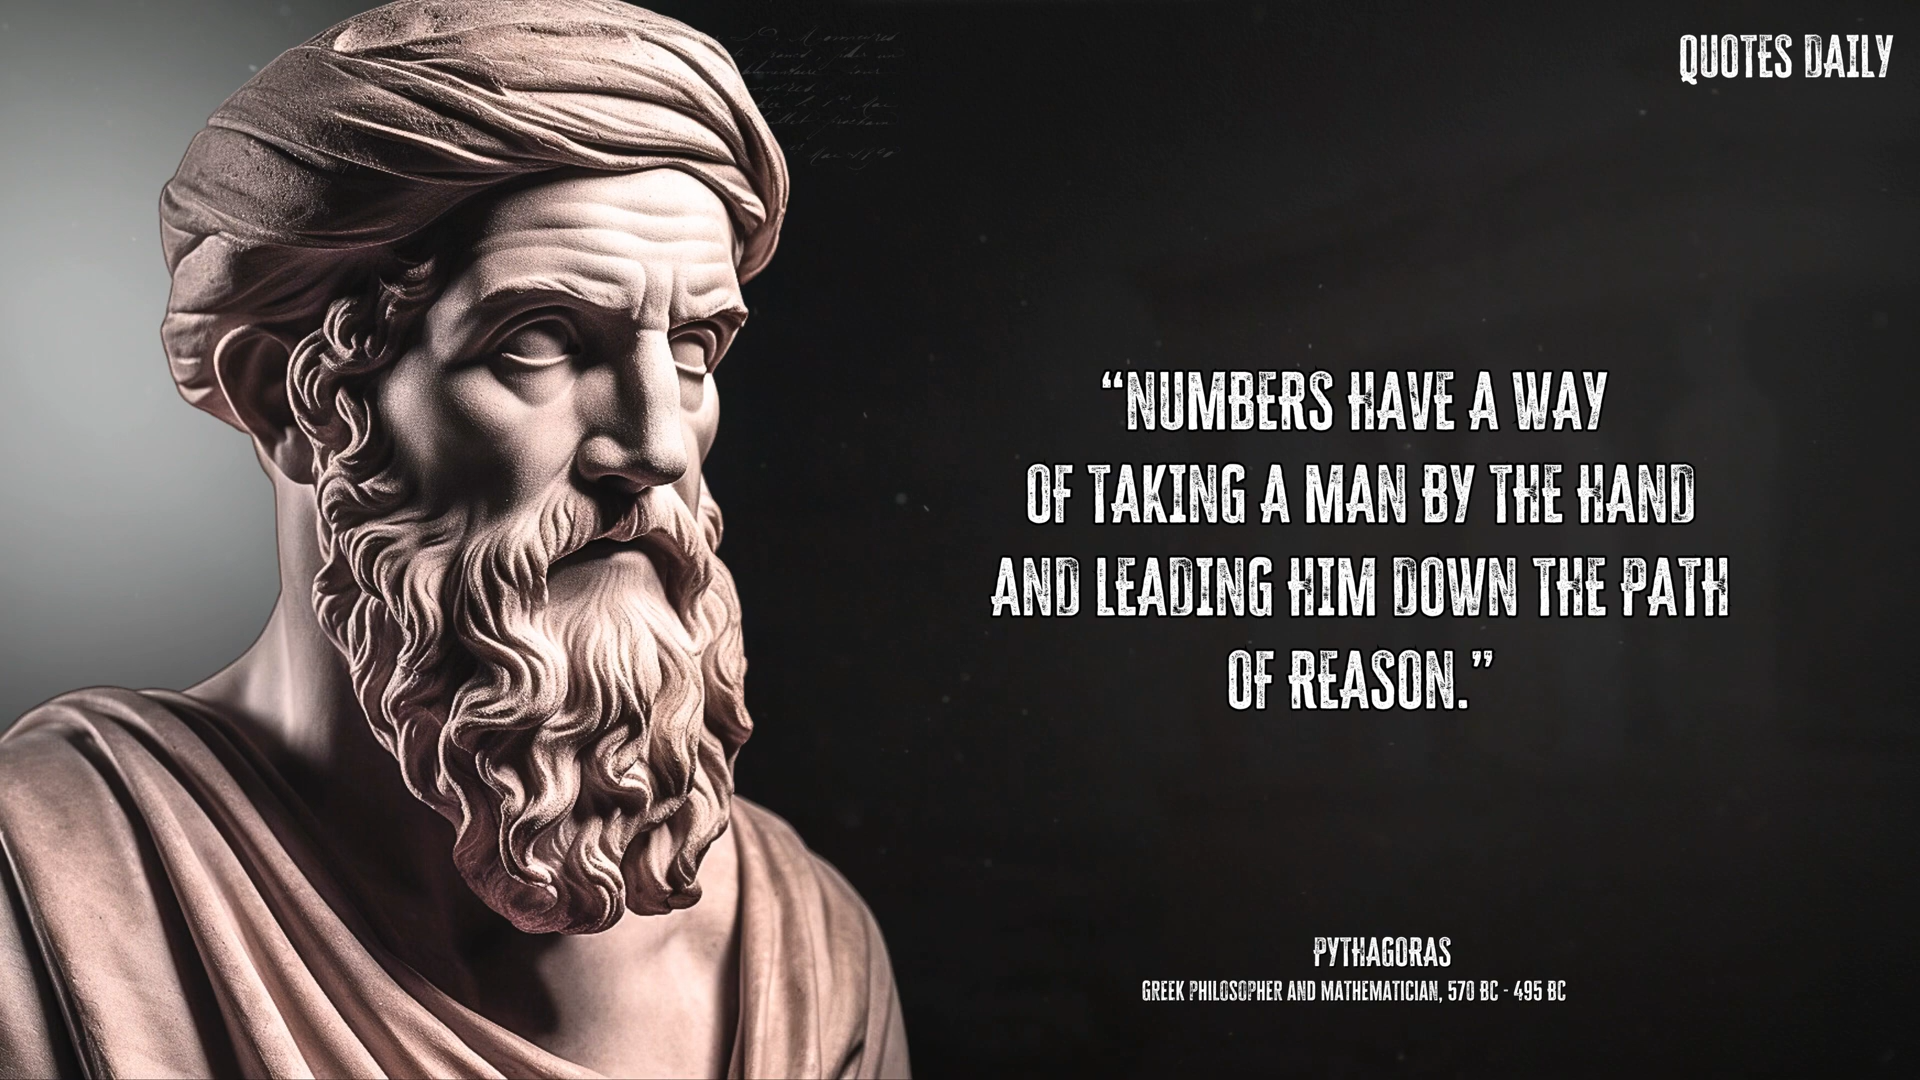 QUOTES DAILY
“NUMBERS HAVE A WAY
OF TAKING A MAN BY THE HAND
AND LEADING HIM DOWN THE PATH
OF REASON.”
PYTHAGORAS
GREEK PHILOSOPHER AND MATHEMATICIAN, 570 BC - 495 BC